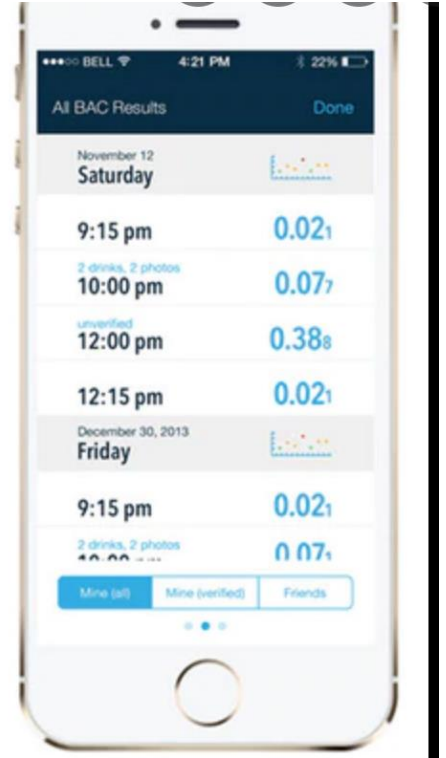 BELL 4:21 PM 22%
All BAC Results Done
November 12
Saturday
9:15 pm 0.021
2 drinks, 2 photos
10:00 pm 0.077
unverified
12:00 pm 0.388
12:15 pm 0.021
December 30, 2013
Friday
9:15 pm 0.021
2 drinks, 2 photos
Mine (all) Mine (verified) Friends